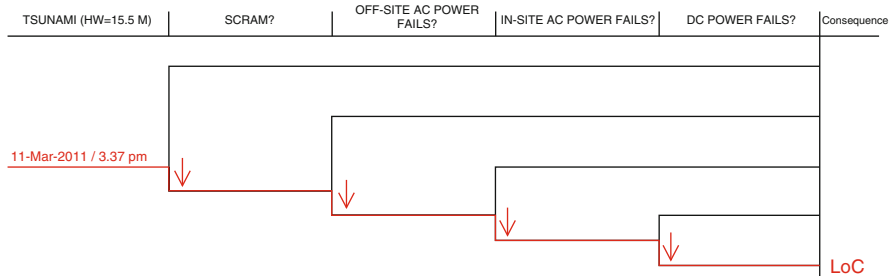 TSUNAMI (HW=15.5 M)
SCRAM?
OFF-SITE AC POWER
FAILS?
IN-SITE AC POWER FAILS?
DC POWER FAILS?
Consequence
11-Mar-2011 / 3.37 pm
LoC